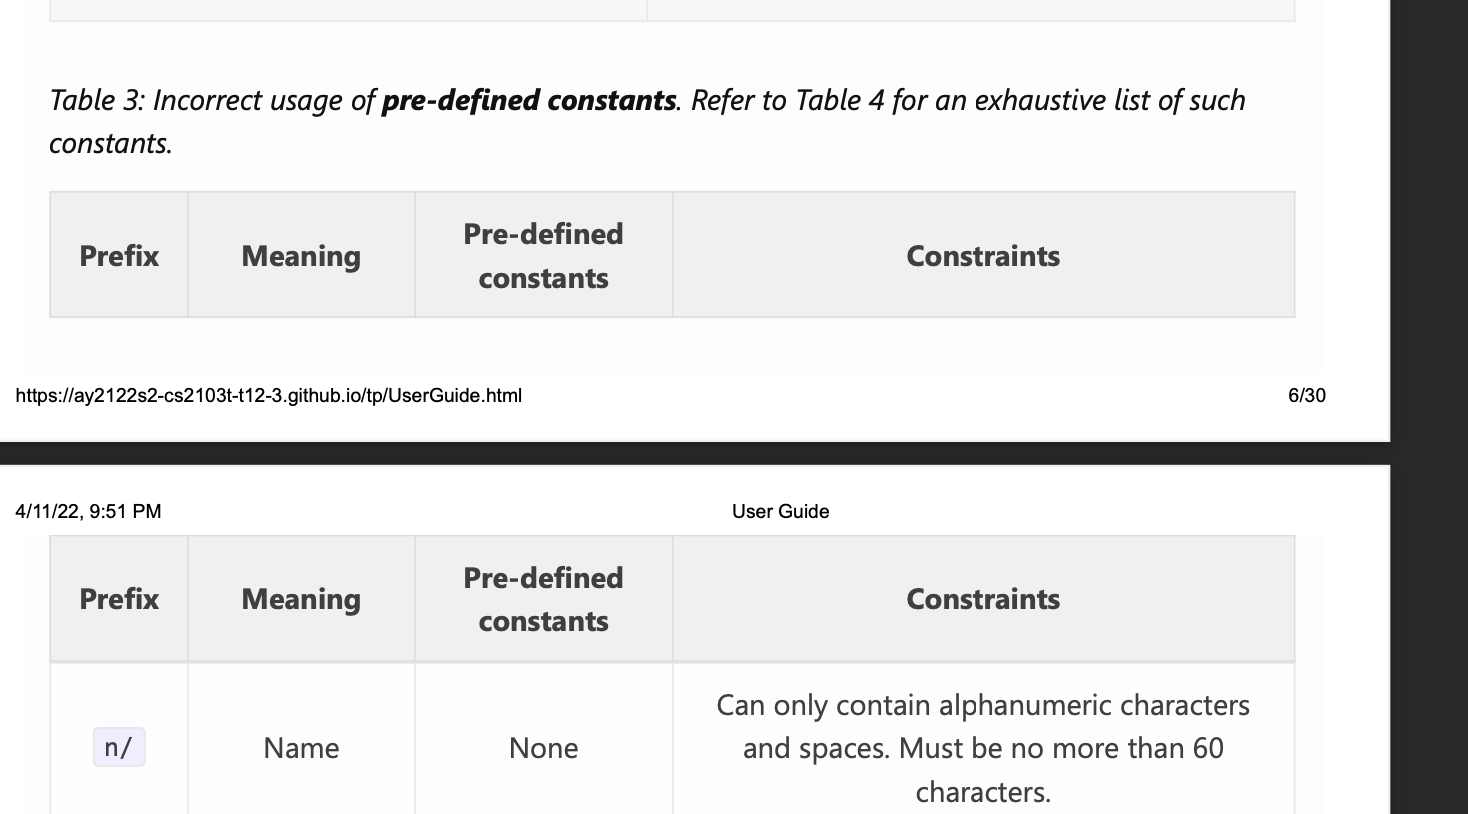 Table 3: Incorrect usage of pre-defined constants. Refer to Table 4 for an exhaustive list of such
constants.
Prefix Meaning Pre-defined constants Constraints
https://ay2122s2-cs2103t-t12-3.github.io/tp/UserGuide.html 6/30
4/11/22, 9:51 PM User Guide
Prefix Meaning Pre-defined constants Constraints
n/ Name None Can only contain alphanumeric characters
and spaces. Must be no more than 60
characters.